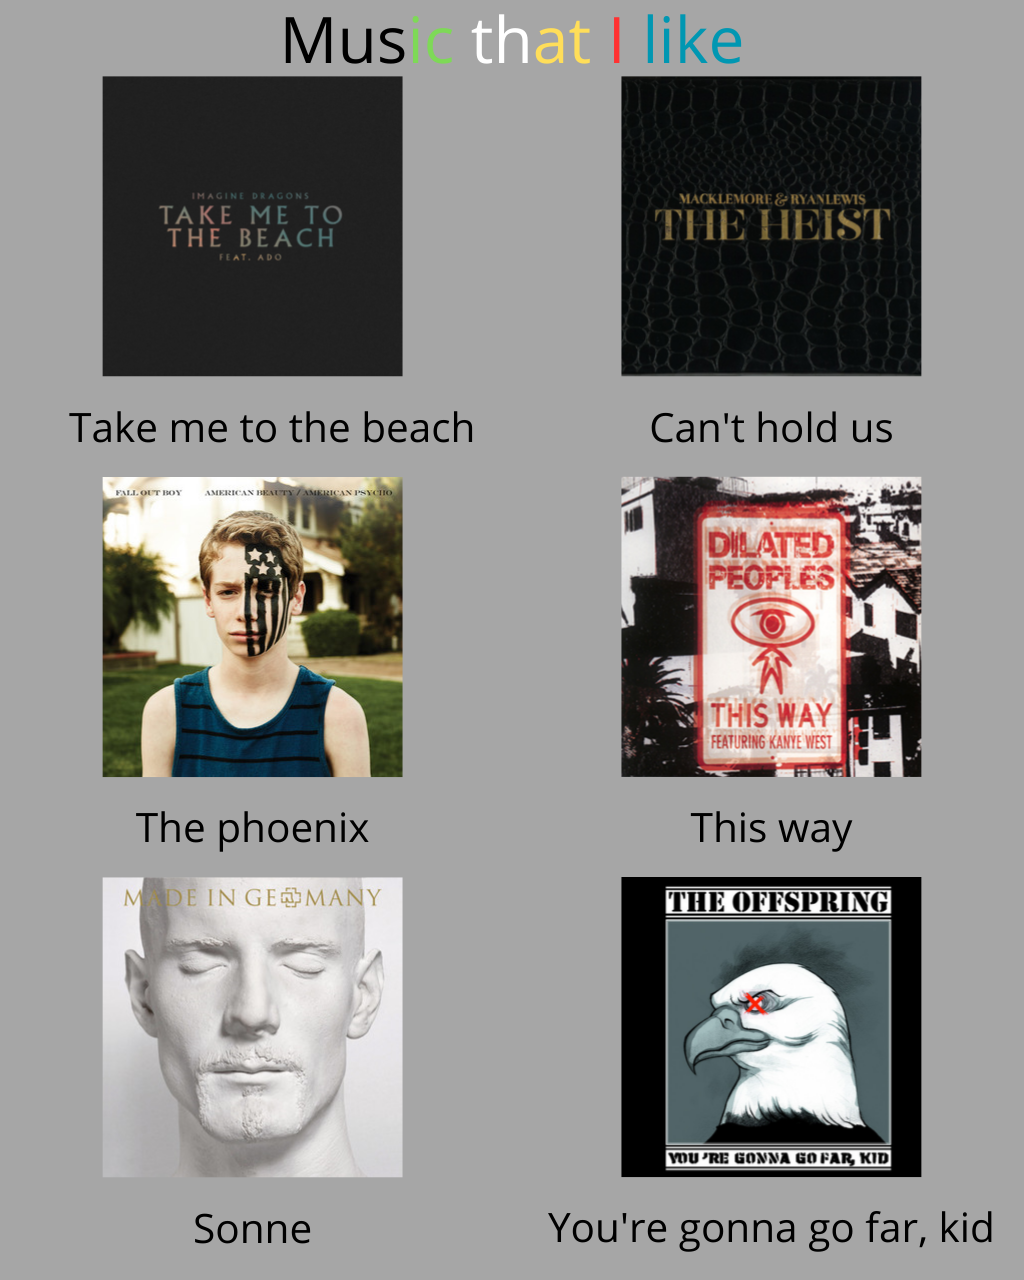 Music that I like
IMAGINE DRAGONS
TAKE ME TO
THE BEACH
FEAT. ADO
MACKLEMORE & RYAN LEWIS
THE HEIST
Take me to the beach
Can't hold us
FALL OUT BOY AMERICAN BEAUTY / AMERICAN PSYCHO
DILATED
PEOPLES
THIS WAY
FEATURING KANYE WEST
The phoenix
This way
MADE IN GERMANY
THE OFFSPRING
YOU'RE GONNA GO FAR, KID
Sonne
You're gonna go far, kid